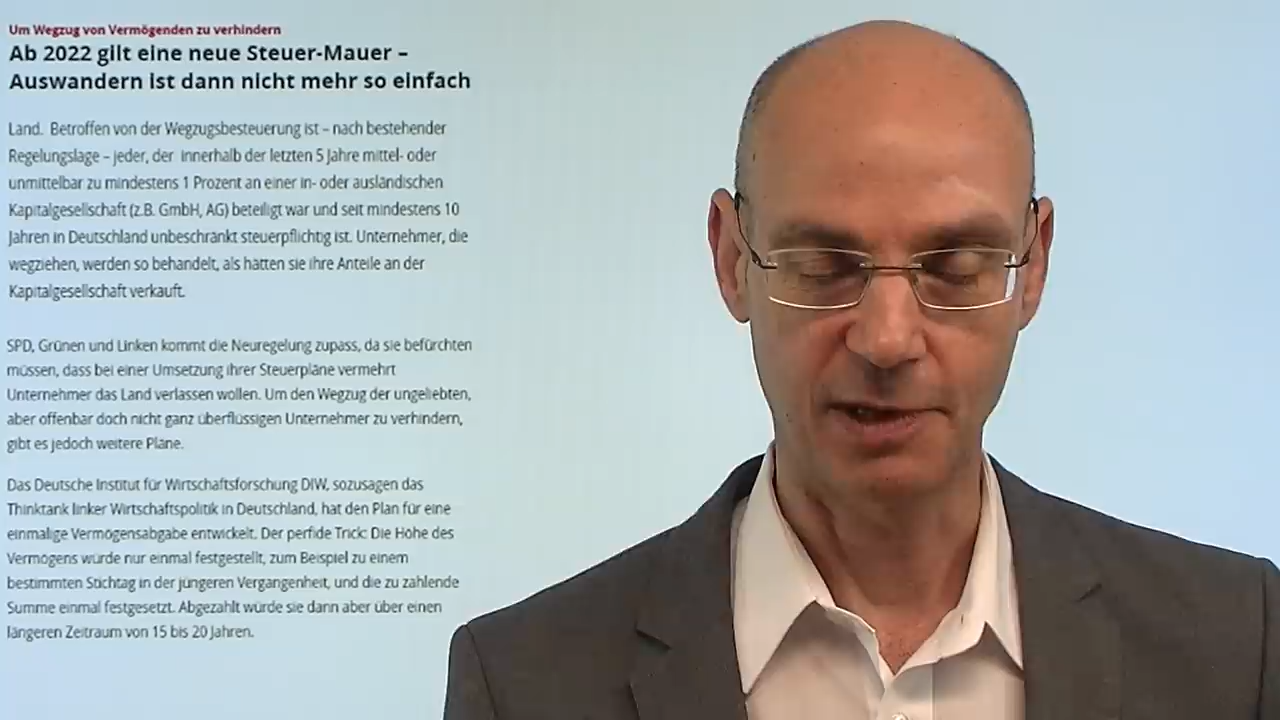 Um Wegzug von Vermögenden zu verhindern
Ab 2022 gilt eine neue Steuer-Mauer –
Auswandern ist dann nicht mehr so einfach
Land. Betroffen von der Wegzugsbesteuerung ist – nach bestehender
Regelungslage – jeder, der innerhalb der letzten 5 Jahre mittel- oder
unmittelbar zu mindestens 1 Prozent an einer in- oder ausländischen
Kapitalgesellschaft (z.B. GmbH, AG) beteiligt war und seit mindestens 10
Jahren in Deutschland unbeschränkt steuerpflichtig ist. Unternehmer, die
wegziehen, werden so behandelt, als hätten sie ihre Anteile an der
Kapitalgesellschaft verkauft.
SPD, Grünen und Linken kommt die Neuregelung zupass, da sie befürchten
müssen, dass bei einer Umsetzung ihrer Steuerpläne vermehrt
Unternehmer das Land verlassen wollen. Um den Wegzug der ungeliebten,
aber offenbar doch nicht ganz überflüssigen Unternehmer zu verhindern,
gibt es jedoch weitere Pläne.
Das Deutsche Institut für Wirtschaftsforschung DIW, sozusagen das
Thinktank linker Wirtschaftspolitik in Deutschland, hat den Plan für eine
einmalige Vermögensabgabe entwickelt. Der perfide Trick: Die Höhe des
Vermögens würde nur einmal festgestellt, zum Beispiel zu einem
bestimmten Stichtag in der jüngeren Vergangenheit, und die zu zahlende
Summe einmal festgesetzt. Abgezahlt würde sie dann aber über einen
längeren Zeitraum von 15 bis 20 Jahren.